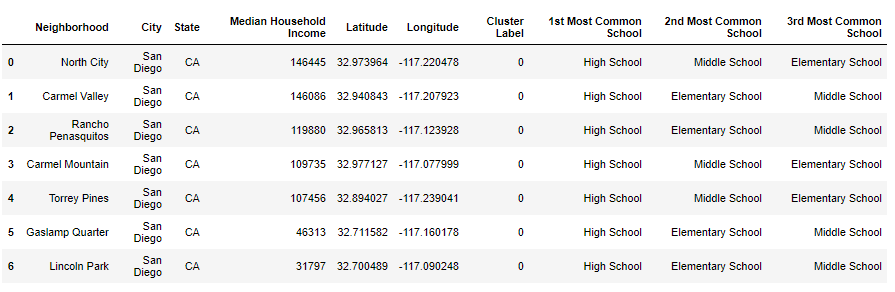 Neighborhood City State Median Household Income Latitude Longitude Cluster Label 1st Most Common School 2nd Most Common School 3rd Most Common School
0 North City San Diego CA 146445 32.973964 -117.220478 0 High School Middle School Elementary School
1 Carmel Valley San Diego CA 146086 32.940843 -117.207923 0 High School Elementary School Middle School
2 Rancho Penasquitos San Diego CA 119880 32.965813 -117.123928 0 High School Elementary School Middle School
3 Carmel Mountain San Diego CA 109735 32.977127 -117.077999 0 High School Middle School Elementary School
4 Torrey Pines San Diego CA 107456 32.894027 -117.239041 0 High School Middle School Elementary School
5 Gaslamp Quarter San Diego CA 46313 32.711582 -117.160178 0 High School Elementary School Middle School
6 Lincoln Park San Diego CA 31797 32.700489 -117.090248 0 High School Elementary School Middle School